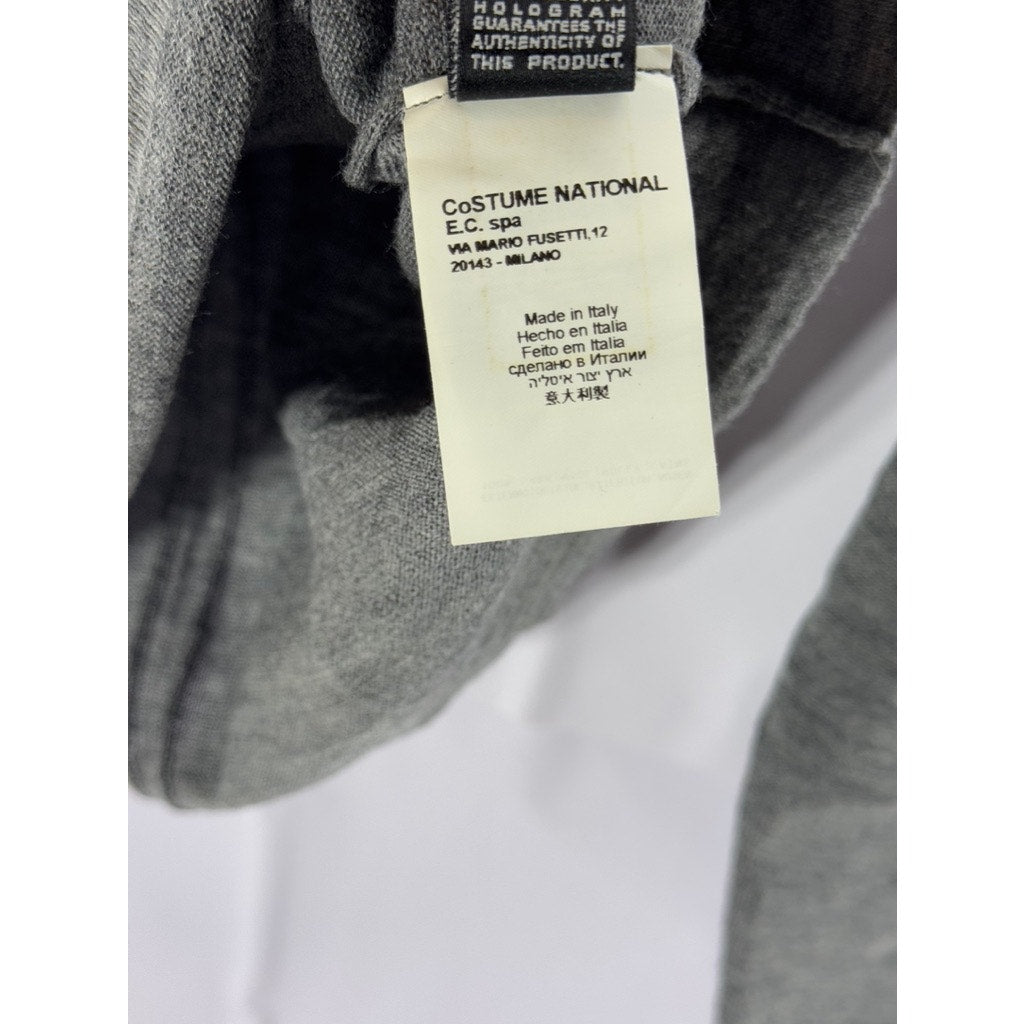 HOLOGRAM
GUARANTEES THE
AUTHENTICITY OF
THIS PRODUCT.
CoSTUME NATIONAL
E.C. spa
VIA MARIO FUSETTI,12
20143 - MILANO
Made in Italy
Hecho en Italia
Feito em Italia
сделано в Италии
ארץ יצור איטליה
意大利製